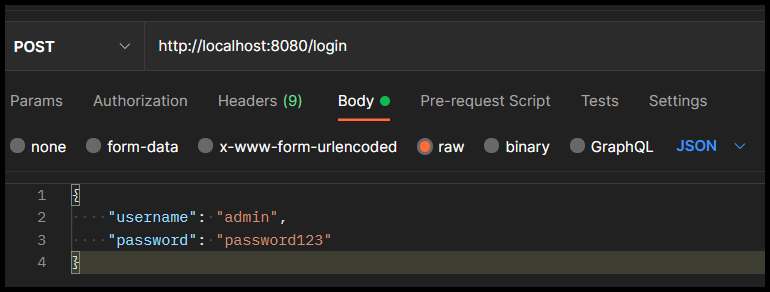 POST http://localhost:8080/login
Params Authorization Headers (9) Body Pre-request Script Tests Settings
none form-data x-www-form-urlencoded raw binary GraphQL JSON
1 {
2 "username": "admin",
3 "password": "password123"
4 }